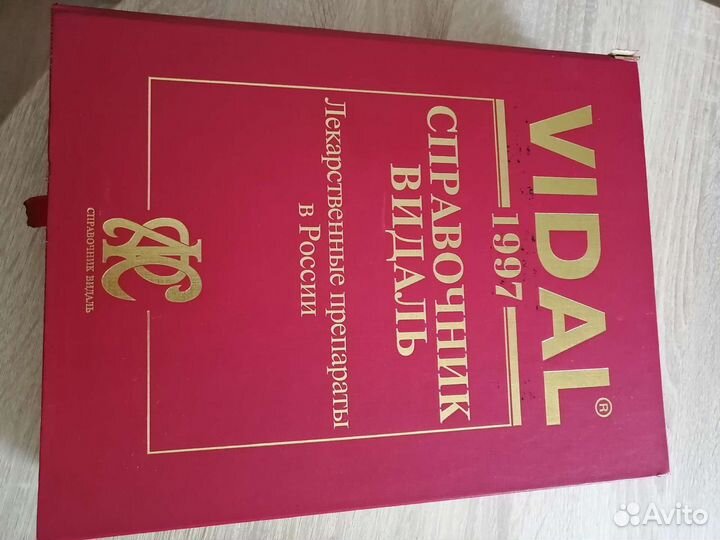 VIDAL®
1997
СПРАВОЧНИК
ВИДАЛЬ
Лекарственные препараты
в России
СПРАВОЧНИК ВИДАЛЬ
Avito